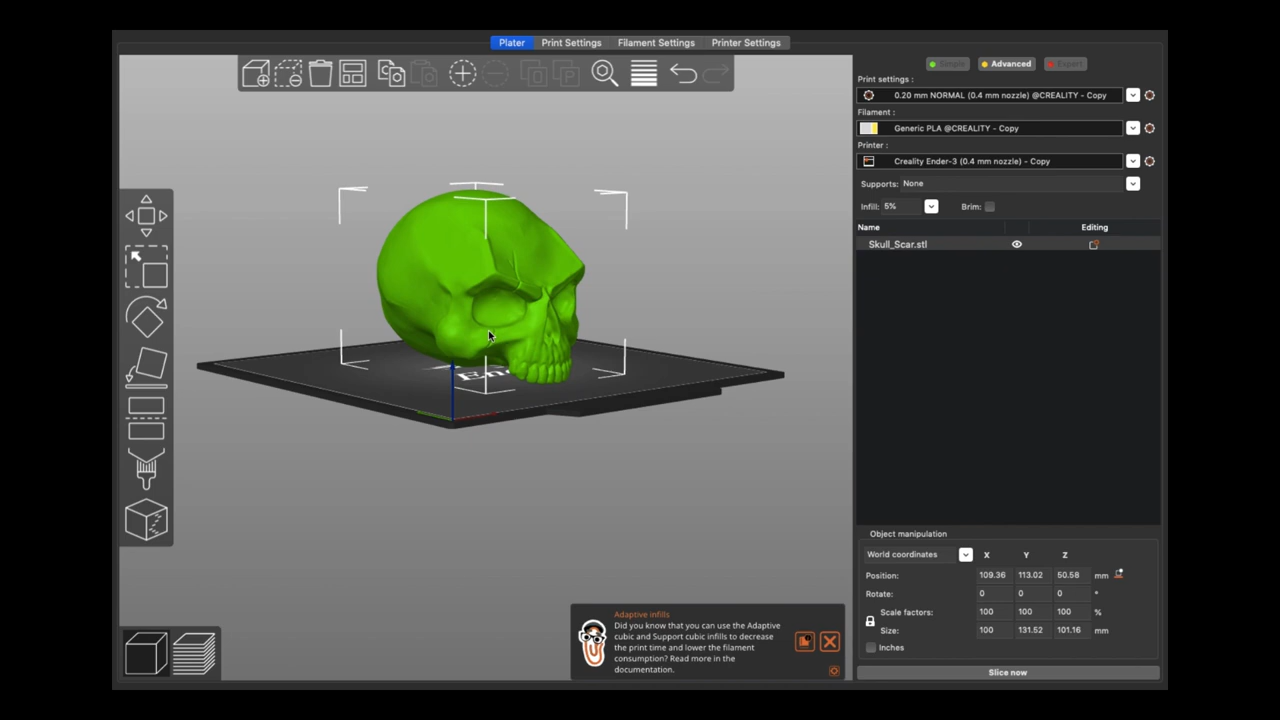 Plater
Print Settings
Filament Settings
Printer Settings
Simple
Advanced
Expert
Print settings :
0.20 mm NORMAL (0.4 mm nozzle) @CREALITY - Copy
Filament :
Generic PLA @CREALITY - Copy
Printer :
Creality Ender-3 (0.4 mm nozzle) - Copy
Supports: None
Infill: 5%
Brim:
Name
Editing
Skull_Scar.stl
Object manipulation
World coordinates
X
Y
Z
Position: 109.36 113.02 50.58 mm
Rotate: 0 0 0 °
Scale factors: 100 100 100 %
Size: 100 131.52 101.16 mm
Inches
Slice now
Adaptive infills
Did you know that you can use the Adaptive
cubic and Support cubic infills to decrease
the print time and lower the filament
consumption? Read more in the
documentation.